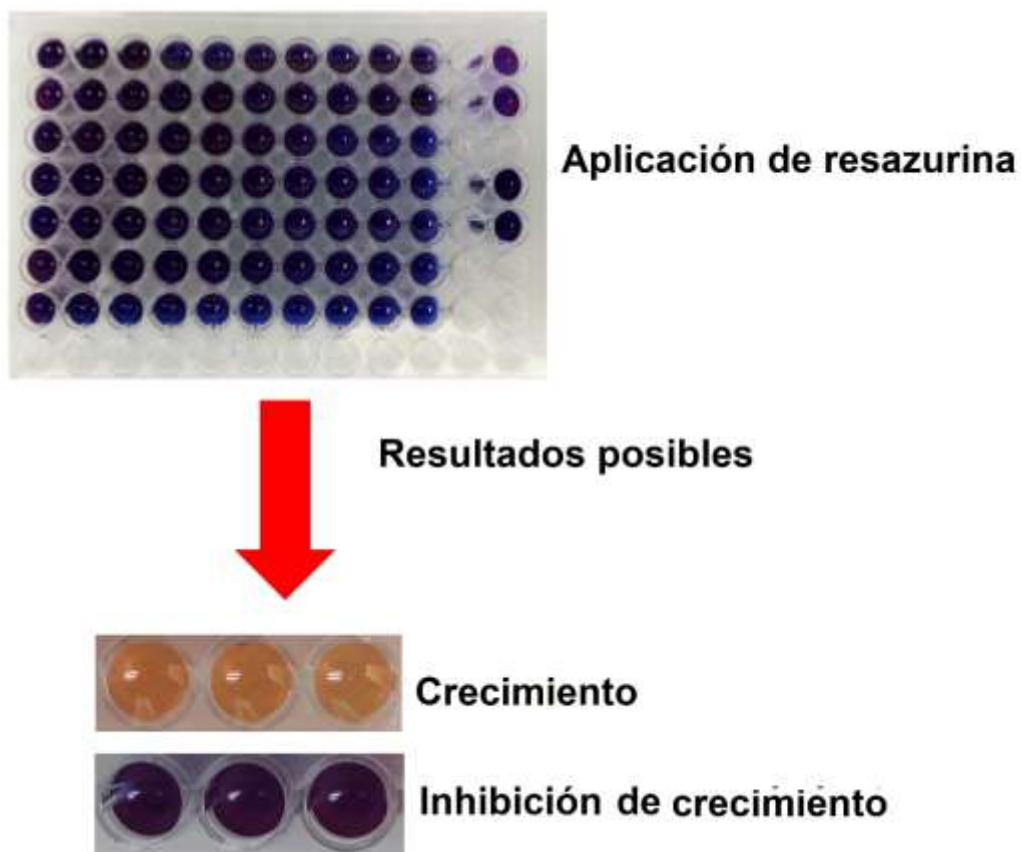 Aplicación de resazurina
Resultados posibles
Crecimiento
Inhibición de crecimiento